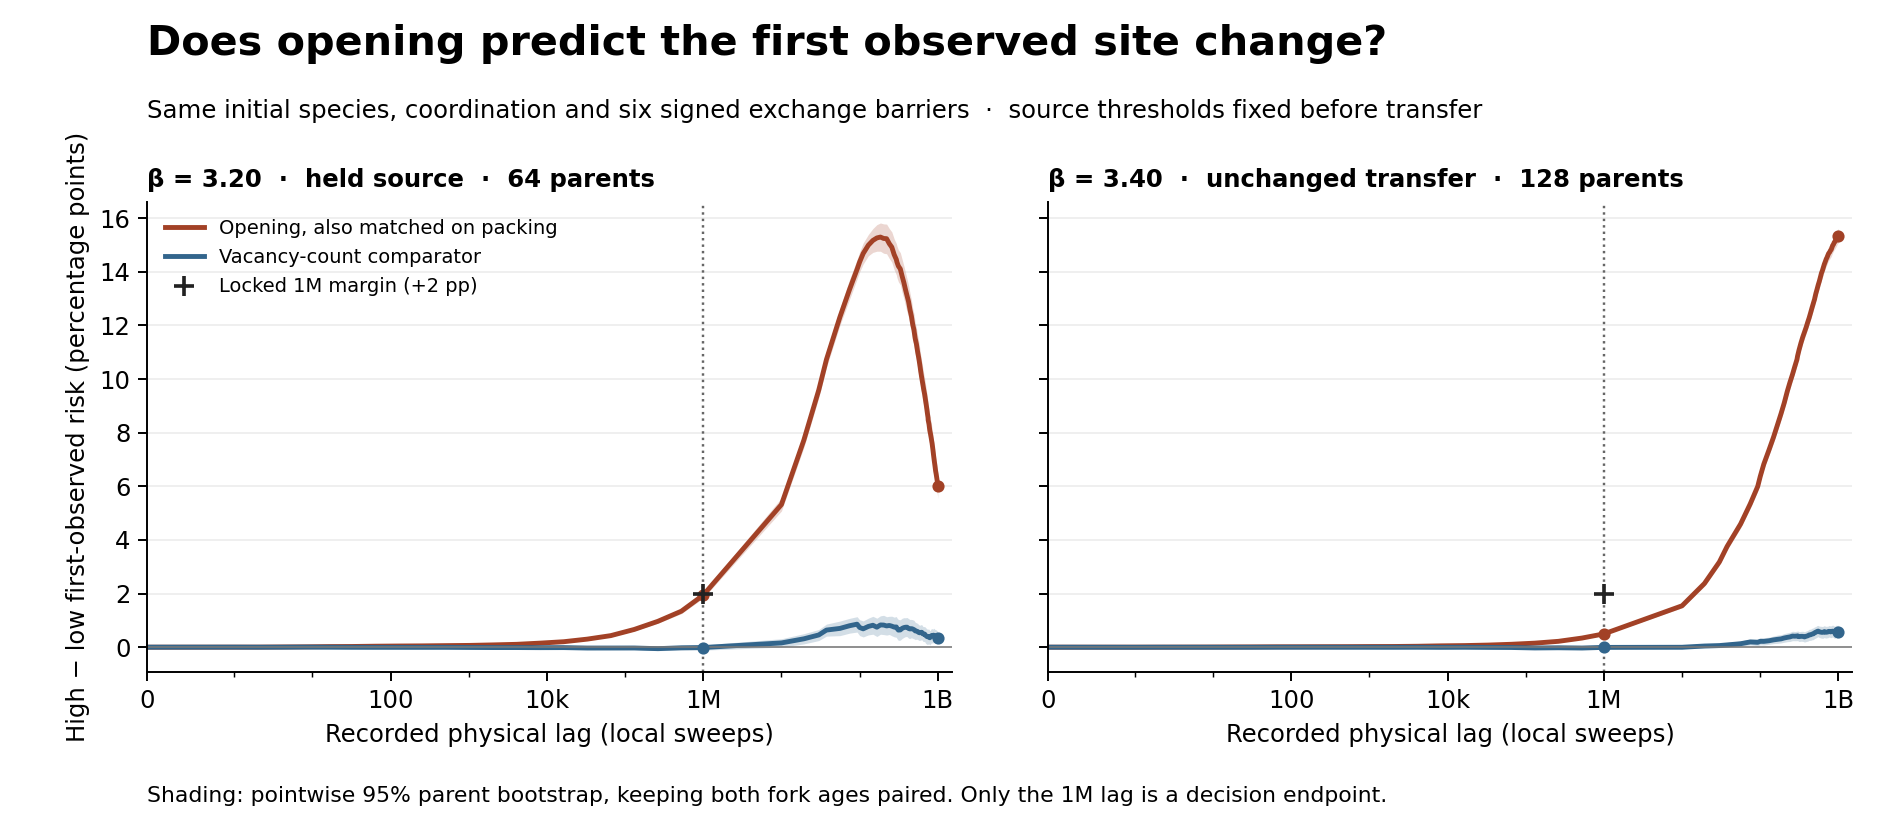 Does opening predict the first observed site change?
Same initial species, coordination and six signed exchange barriers · source thresholds fixed before transfer
β = 3.20 · held source · 64 parents
β = 3.40 · unchanged transfer · 128 parents
High − low first-observed risk (percentage points)
16
14
12
10
8
6
4
2
0
Opening, also matched on packing
Vacancy-count comparator
Locked 1M margin (+2 pp)
0 100 10k 1M 1B
0 100 10k 1M 1B
Recorded physical lag (local sweeps)
Recorded physical lag (local sweeps)
Shading: pointwise 95% parent bootstrap, keeping both fork ages paired. Only the 1M lag is a decision endpoint.